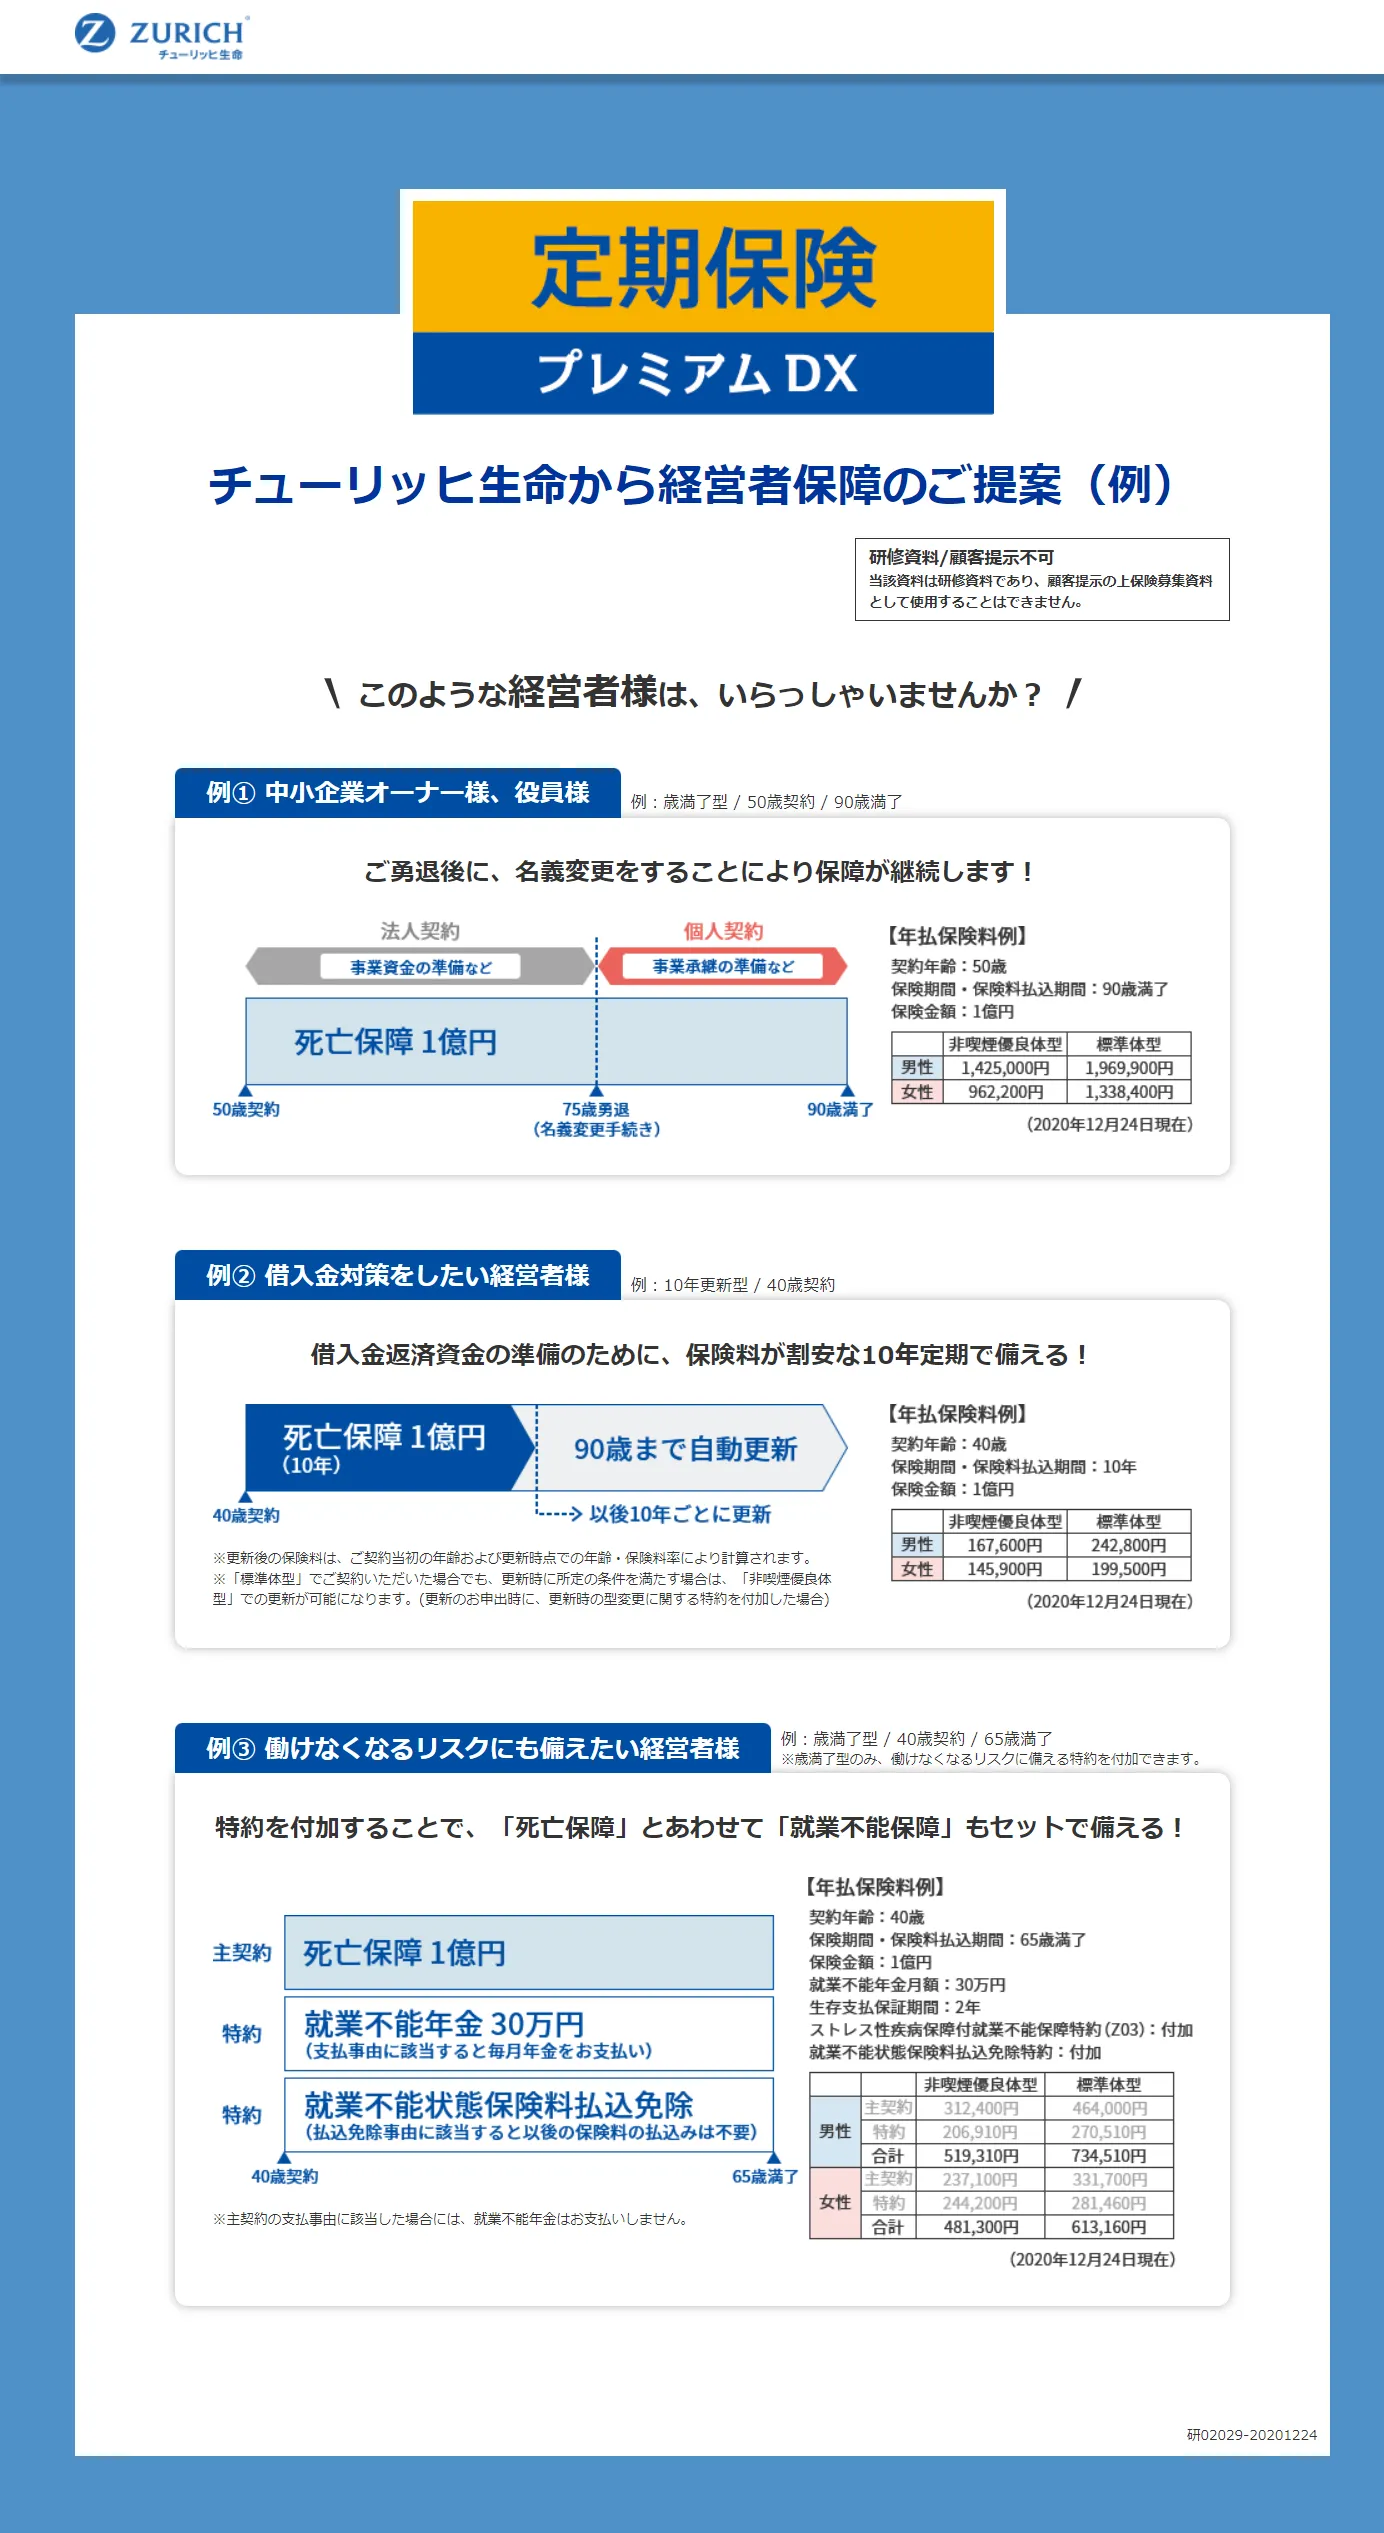 ZURICH
チューリッヒ生命
定期保険
プレミアム DX
チューリッヒ生命から経営者保障のご提案（例）
研修資料/顧客提示不可
当該資料は研修資料であり、顧客提示の上保険募集資料
として使用することはできません。
\ このような経営者様は、いらっしゃいませんか？ /
例① 中小企業オーナー様、役員様
例：歳満了型 / 50歳契約 / 90歳満了
ご勇退後に、名義変更をすることにより保障が継続します！
法人契約
個人契約
事業資金の準備など
事業承継の準備など
死亡保障 1億円
50歳契約
75歳勇退
（名義変更手続き）
90歳満了
【年払保険料例】
契約年齢：50歳
保険期間・保険料払込期間：90歳満了
保険金額：1億円
非喫煙優良体型 標準体型
男性 1,425,000円 1,969,900円
女性 962,200円 1,338,400円
（2020年12月24日現在）
例② 借入金対策をしたい経営者様
例：10年更新型 / 40歳契約
借入金返済資金の準備のために、保険料が割安な10年定期で備える！
死亡保障 1億円
（10年）
90歳まで自動更新
40歳契約
以後10年ごとに更新
※更新後の保険料は、ご契約当初の年齢および更新時点での年齢・保険料率により計算されます。
※「標準体型」でご契約いただいた場合でも、更新時に所定の条件を満たす場合は、「非喫煙優良体
型」での更新が可能になります。(更新のお申出時に、更新時の型変更に関する特約を付加した場合)
【年払保険料例】
契約年齢：40歳
保険期間・保険料払込期間：10年
保険金額：1億円
非喫煙優良体型 標準体型
男性 167,600円 242,800円
女性 145,900円 199,500円
（2020年12月24日現在）
例③ 働けなくなるリスクにも備えたい経営者様
例：歳満了型 / 40歳契約 / 65歳満了
※歳満了型のみ、働けなくなるリスクに備える特約を付加できます。
特約を付加することで、「死亡保障」とあわせて「就業不能保障」もセットで備える！
主契約
死亡保障 1億円
特約
就業不能年金 30万円
（支払事由に該当すると毎月年金をお支払い）
特約
就業不能状態保険料払込免除
（払込免除事由に該当すると以後の保険料の払込みは不要）
40歳契約
65歳満了
※主契約の支払事由に該当した場合には、就業不能年金はお支払いしません。
【年払保険料例】
契約年齢：40歳
保険期間・保険料払込期間：65歳満了
保険金額：1億円
就業不能年金月額：30万円
生存支払保証期間：2年
ストレス性疾病保障付就業不能保障特約（Z03）：付加
就業不能状態保険料払込免除特約：付加
非喫煙優良体型 標準体型
男性
主契約 312,400円 464,000円
特約 206,910円 270,510円
合計 519,310円 734,510円
女性
主契約 237,100円 331,700円
特約 244,200円 281,460円
合計 481,300円 613,160円
（2020年12月24日現在）
研02029-20201224